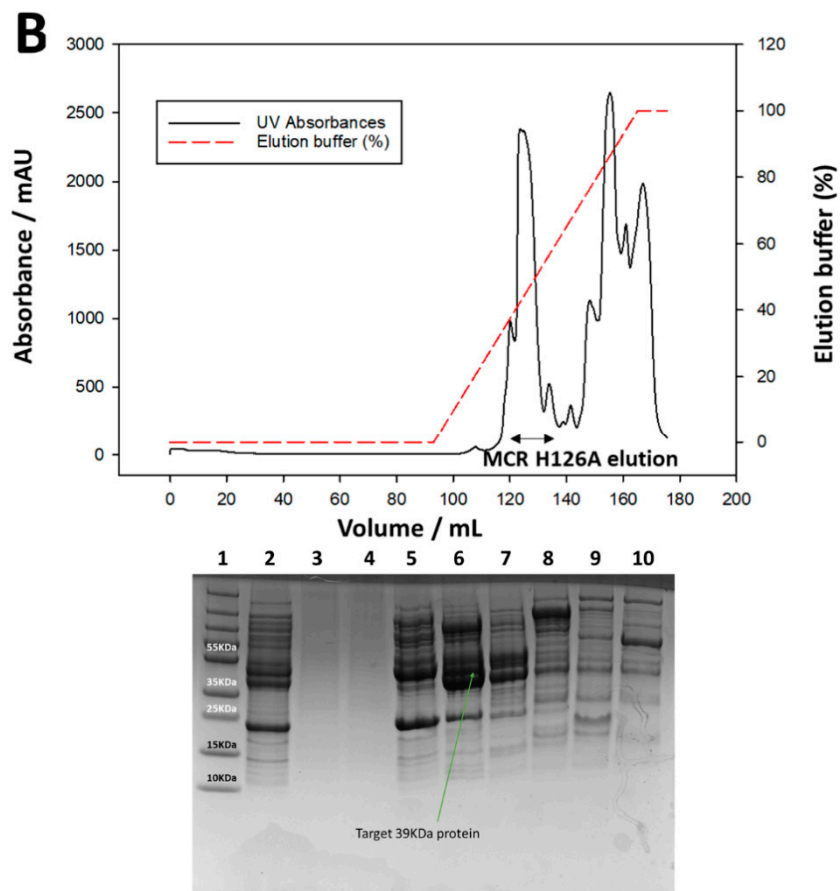 B
3000
2500
2000
1500
1000
500
0
Absorbance / mAU
120
100
80
60
40
20
0
Elution buffer (%)
UV Absorbances
Elution buffer (%)
MCR H126A elution
0 20 40 60 80 100 120 140 160 180 200
Volume / mL
1 2 3 4 5 6 7 8 9 10
55KDa
35KDa
25KDa
15KDa
10KDa
Target 39KDa protein